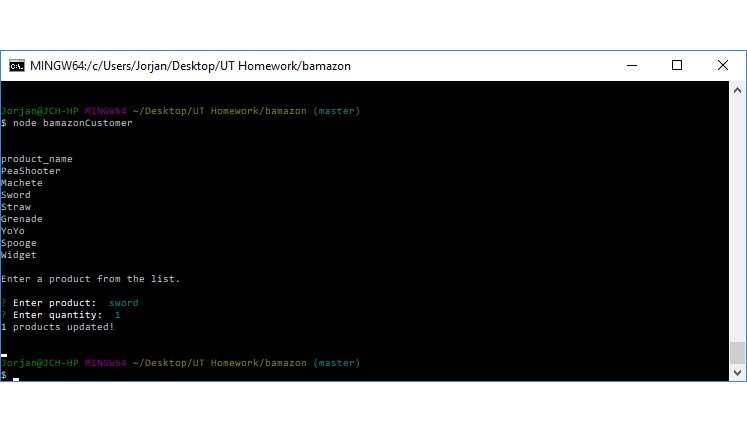 MINGW64:/c/Users/Jorjan/Desktop/UT Homework/bamazon
Jorjan@JCH-HP MINGW64 ~/Desktop/UT Homework/bamazon (master)
$ node bamazonCustomer
product_name
PeaShooter
Machete
Sword
Straw
Grenade
YoYo
Spooge
Widget
Enter a product from the list.
? Enter product:  sword
? Enter quantity:  1
1 products updated!
Jorjan@JCH-HP MINGW64 ~/Desktop/UT Homework/bamazon (master)
$